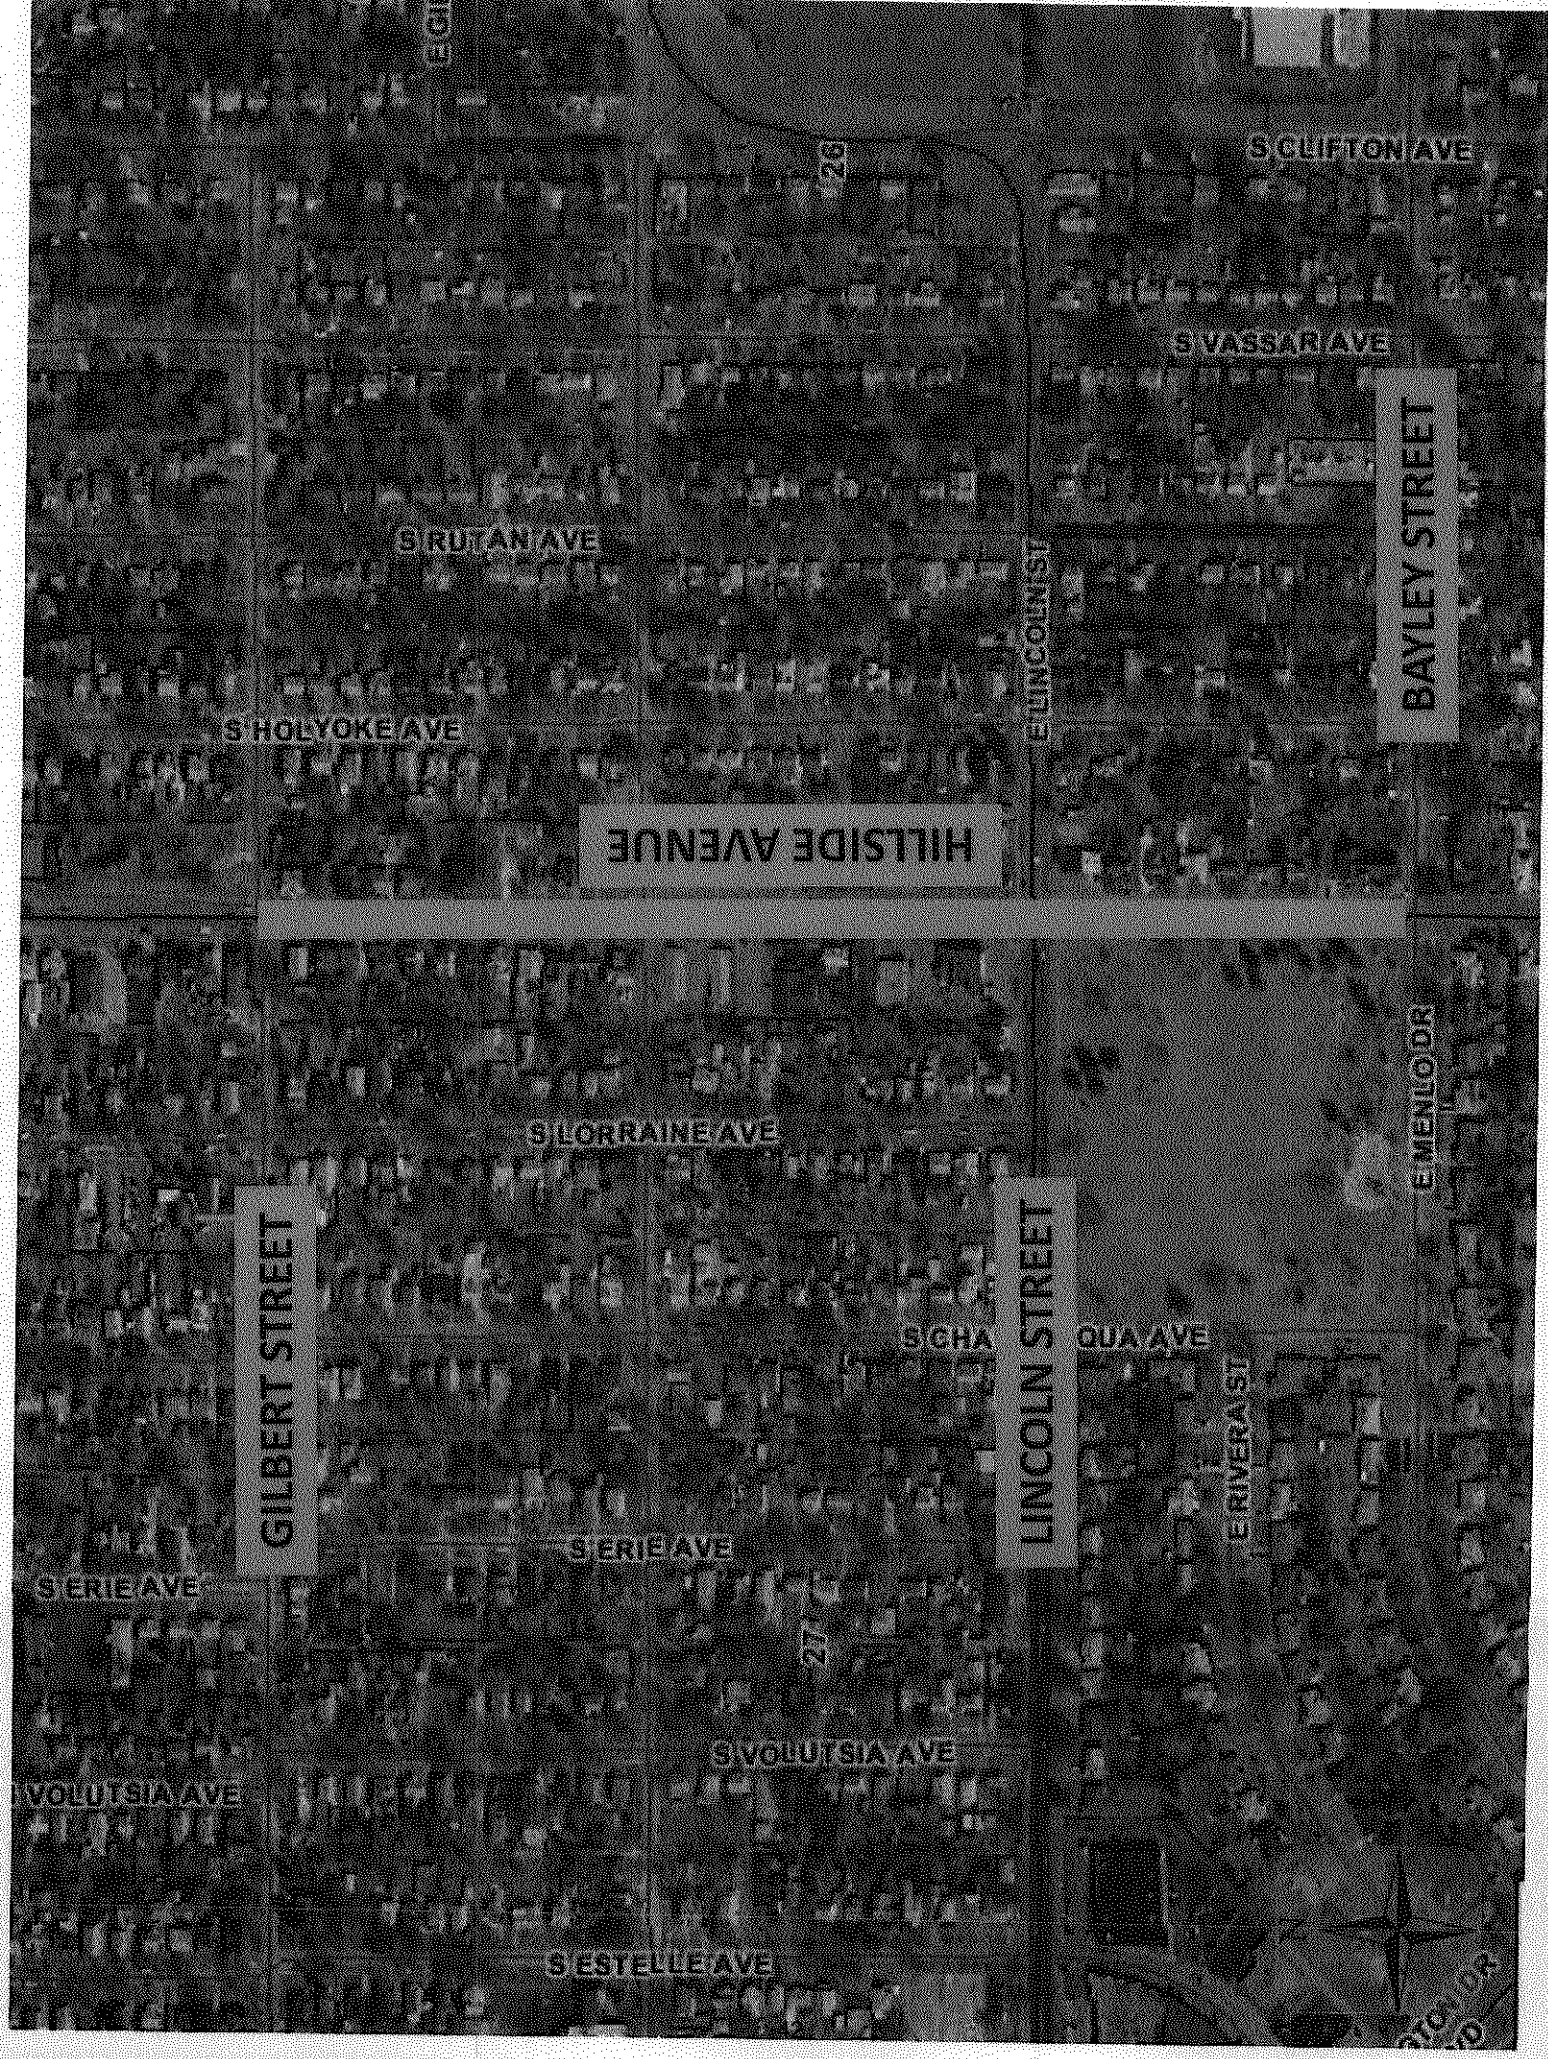 E GI
26
S CLIFTON AVE
S VASSAR AVE
BAYLEY STREET
S RUTAN AVE
E LINCOLN ST
S HOLYOKE AVE
HILLSIDE AVENUE
E MENLO DR
S LORRAINE AVE
GILBERT STREET
LINCOLN STREET
S CHA
QUA AVE
E RIVERA ST
S ERIE AVE
S ERIE AVE
27
S VOLUTSIA AVE
VOLUTSIA AVE
S ESTELLE AVE